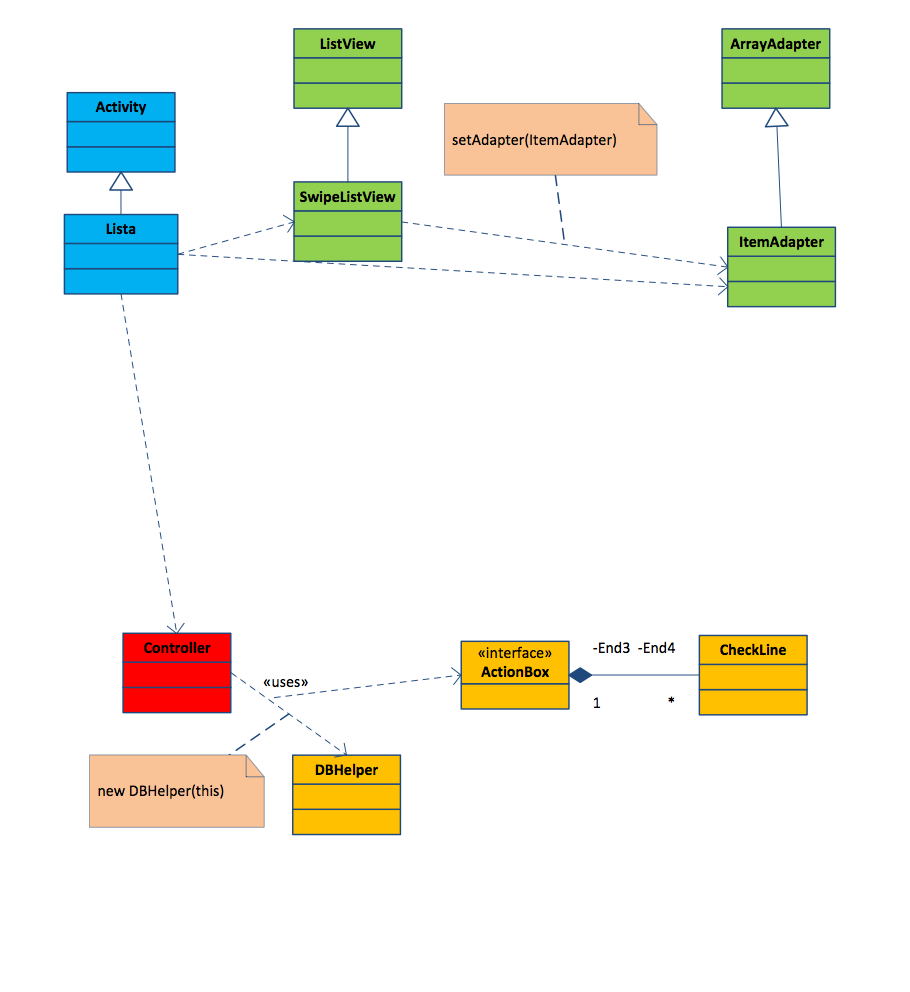 ListView
ArrayAdapter
Activity
setAdapter(ItemAdapter)
SwipeListView
Lista
ItemAdapter
Controller
«interface»
ActionBox
-End3 -End4
CheckLine
«uses»
1 *
DBHelper
new DBHelper(this)